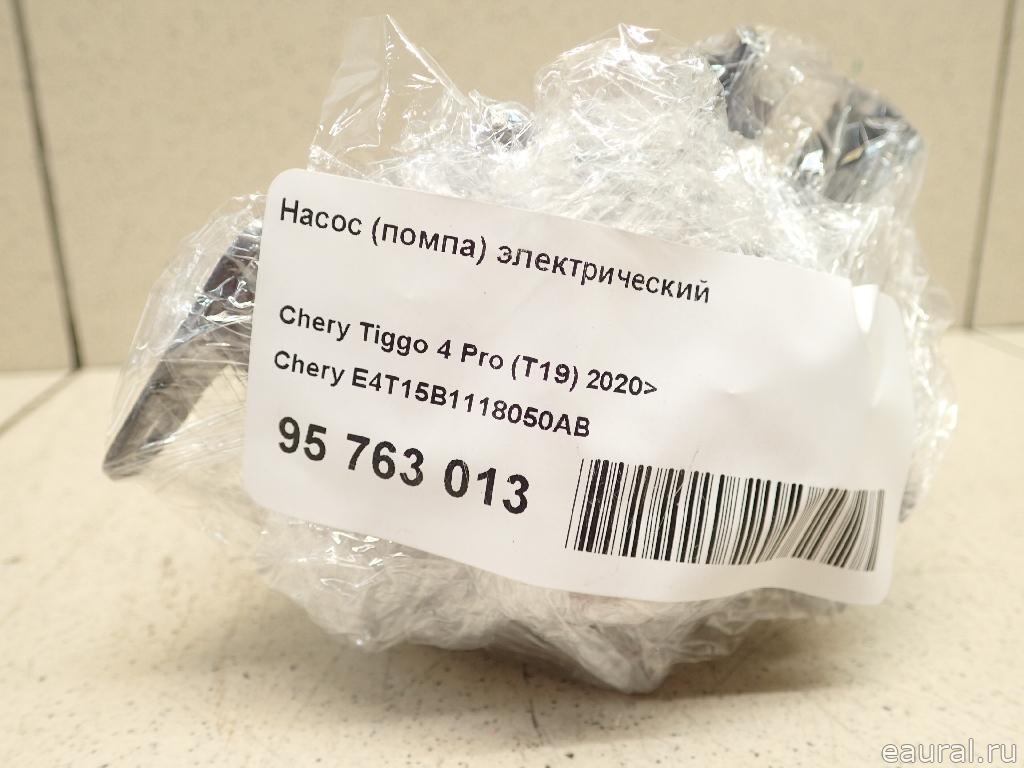 Насос (помпа) электрический
Chery Tiggo 4 Pro (T19) 2020>
Chery E4T15B1118050AB
95 763 013
eaural.ru